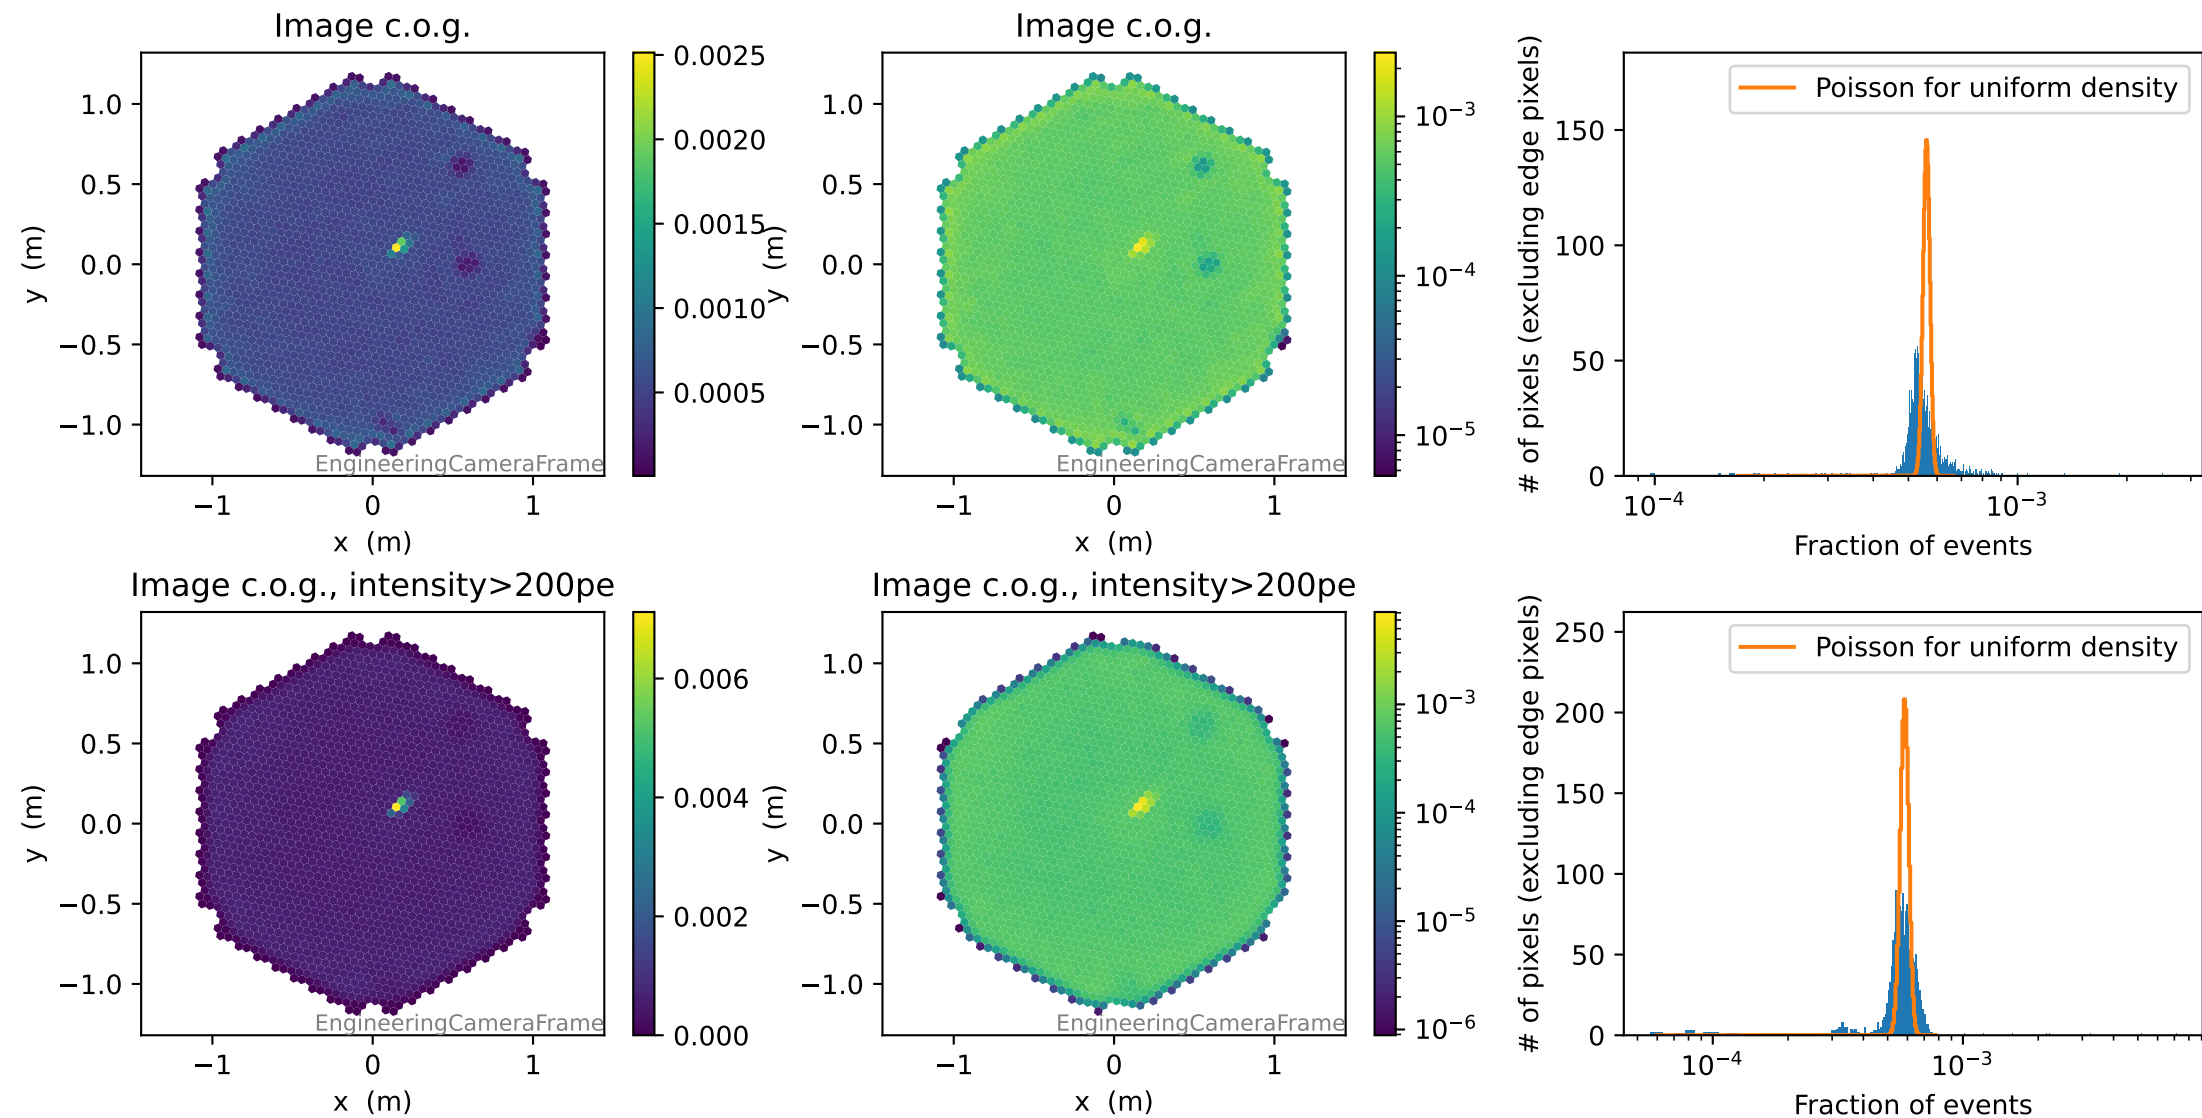 Image c.o.g.
1.0
0.5
0.0
−0.5
−1.0
y (m)
−1
0
1
x (m)
EngineeringCameraFrame
0.0025
0.0020
0.0015
0.0010
0.0005
Image c.o.g.
1.0
0.5
0.0
−0.5
−1.0
y (m)
−1
0
1
x (m)
EngineeringCameraFrame
10⁻³
10⁻⁴
10⁻⁵
Poisson for uniform density
150
100
50
0
# of pixels (excluding edge pixels)
10⁻⁴
10⁻³
Fraction of events
Image c.o.g., intensity>200pe
1.0
0.5
0.0
−0.5
−1.0
y (m)
−1
0
1
x (m)
EngineeringCameraFrame
0.006
0.004
0.002
0.000
Image c.o.g., intensity>200pe
1.0
0.5
0.0
−0.5
−1.0
y (m)
−1
0
1
x (m)
EngineeringCameraFrame
10⁻³
10⁻⁴
10⁻⁵
10⁻⁶
Poisson for uniform density
250
200
150
100
50
0
# of pixels (excluding edge pixels)
10⁻⁴
10⁻³
Fraction of events